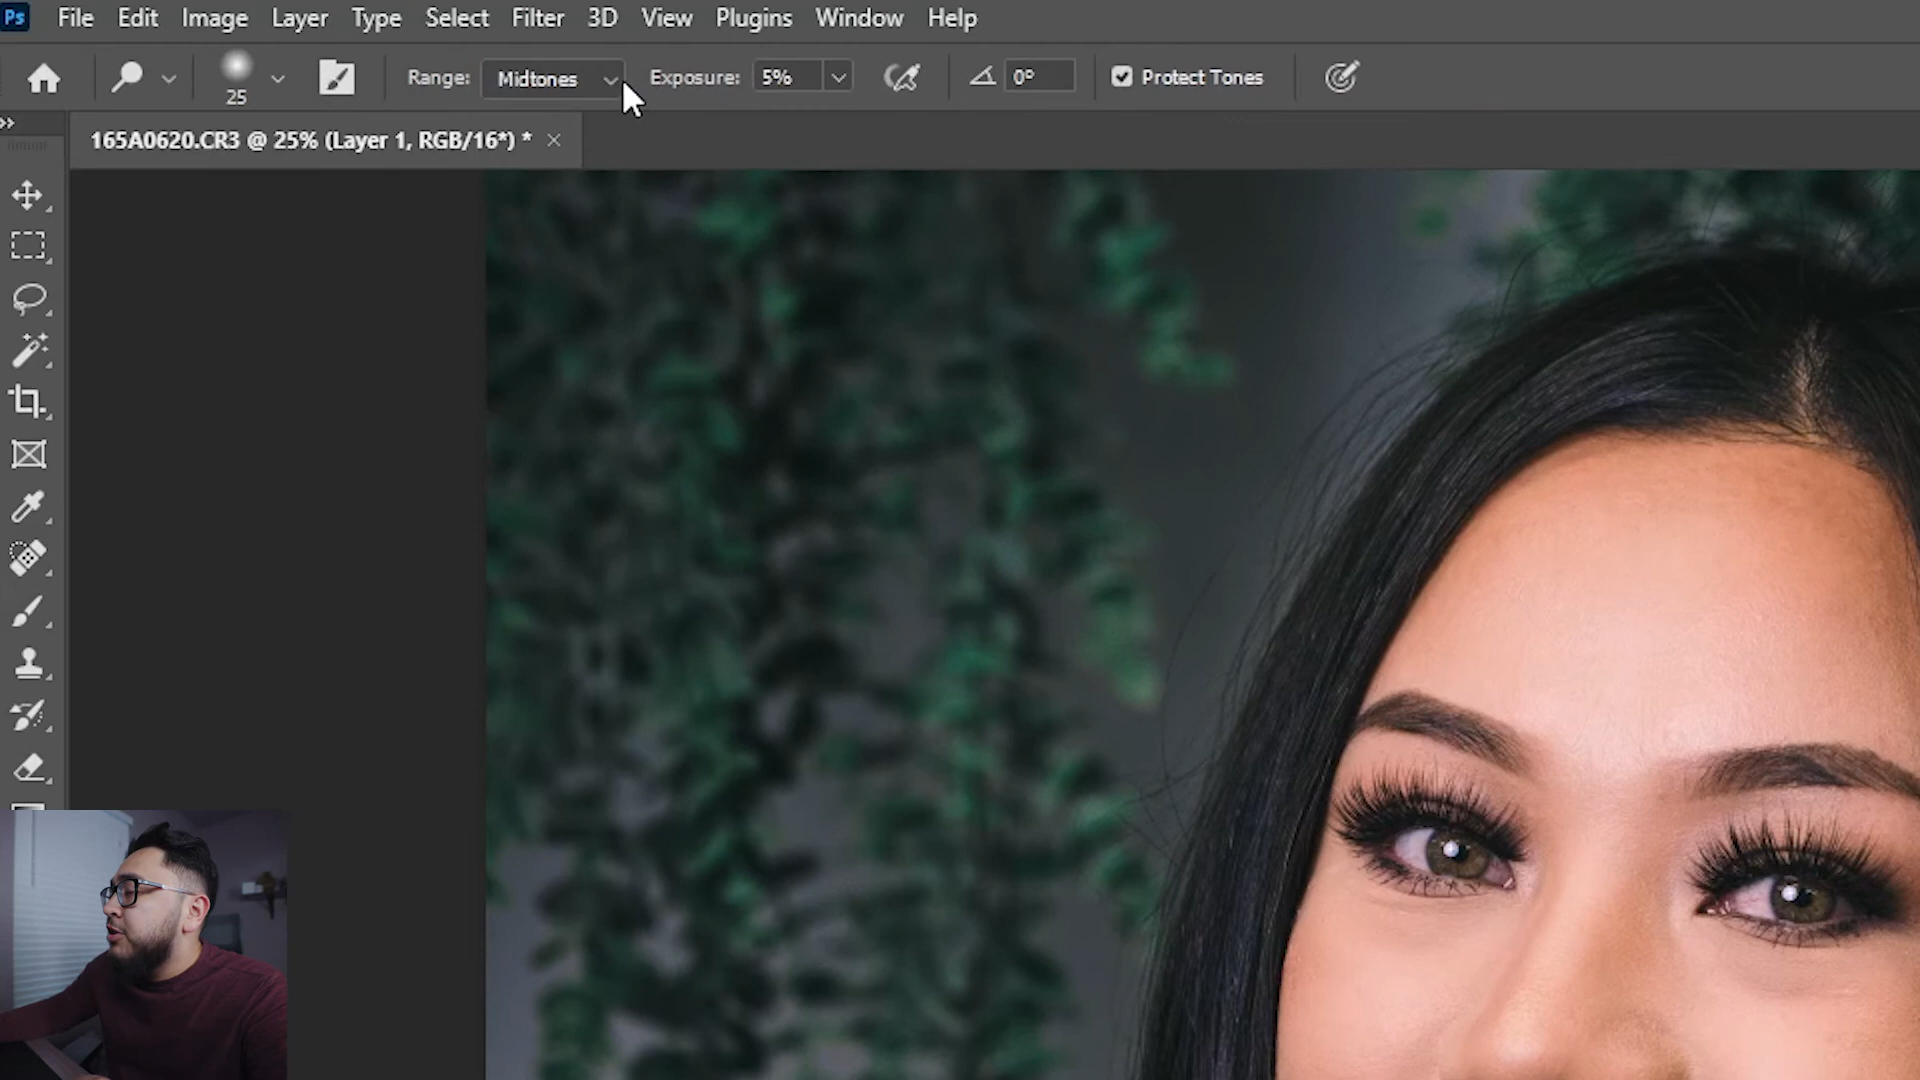 Ps File Edit Image Layer Type Select Filter 3D View Plugins Window Help
25 Range: Midtones Exposure: 5% 0° Protect Tones
165A0620.CR3 @ 25% (Layer 1, RGB/16*) *